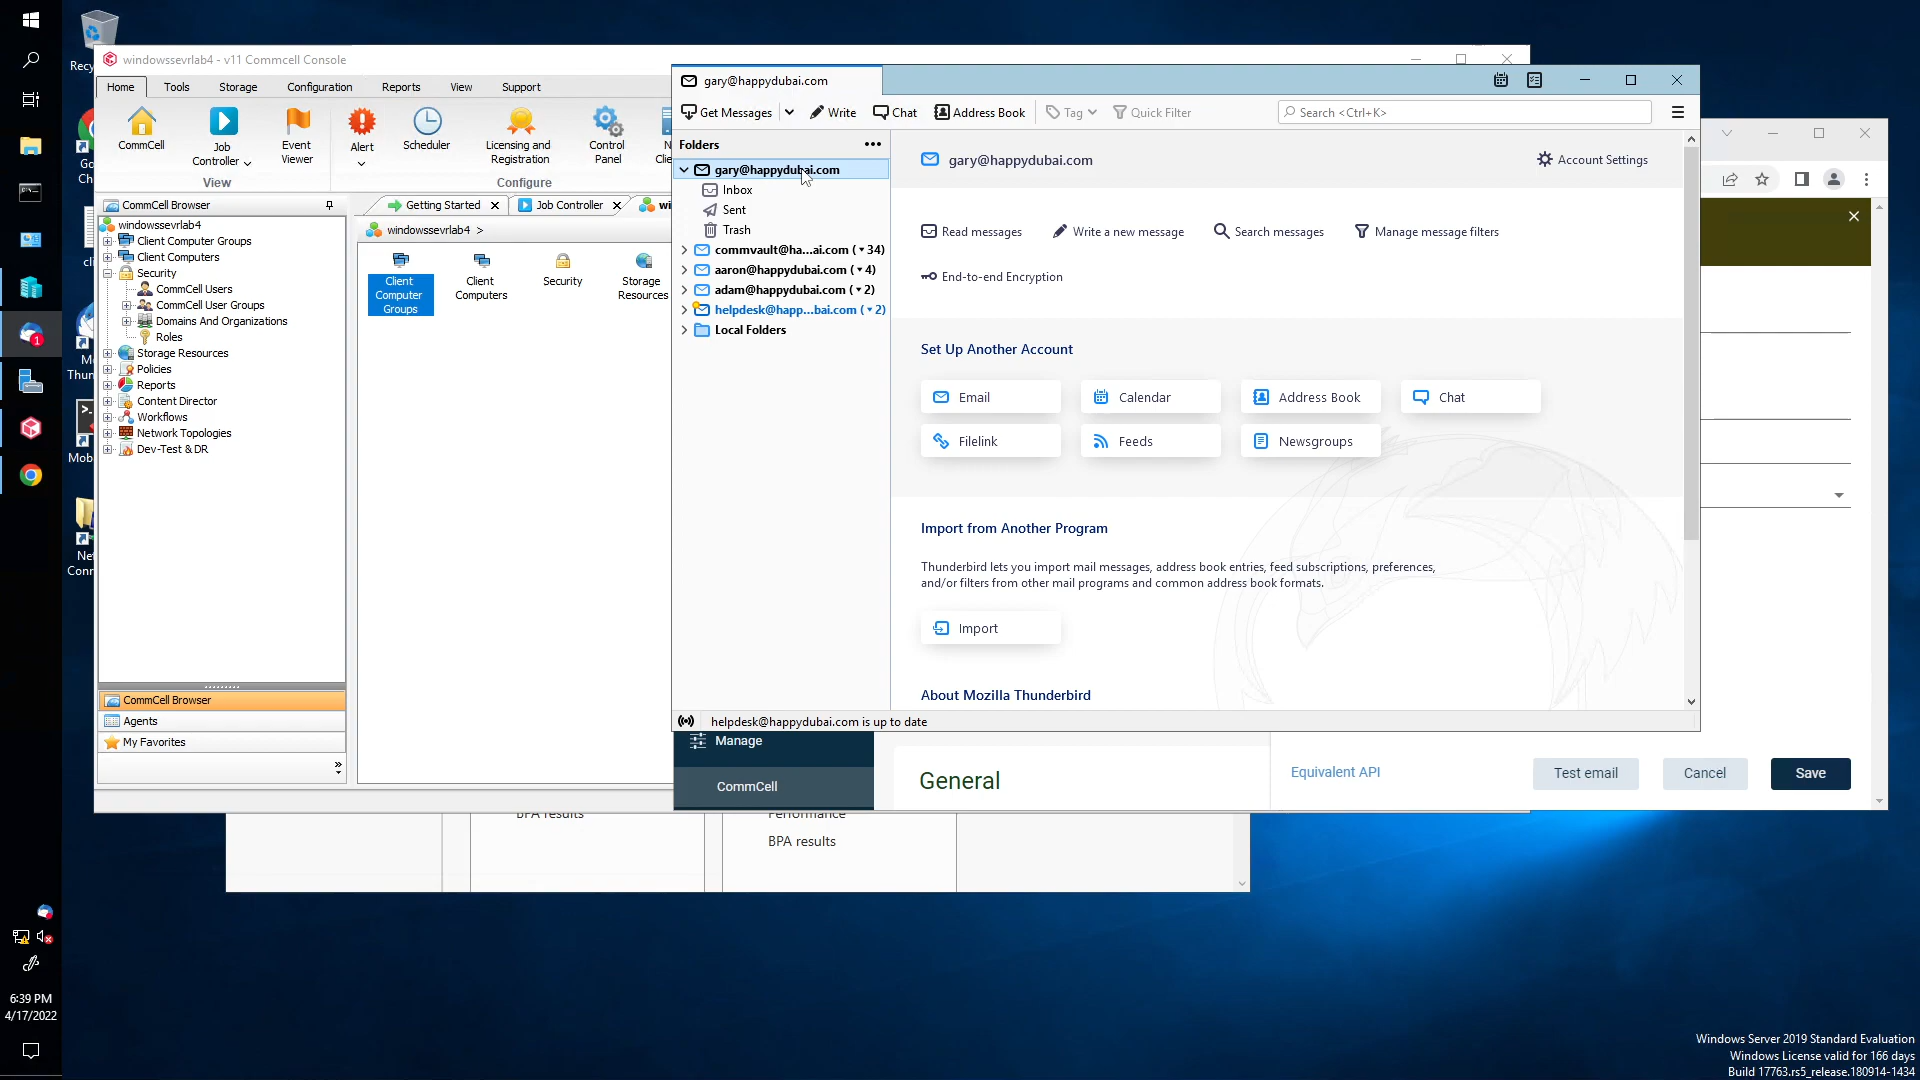 Recy
windowssevrlab4 - v11 Commcell Console
Home
Tools
Storage
Configuration
Reports
View
Support
CommCell
Job
Controller
Event
Viewer
View
Alert
Scheduler
Licensing and
Registration
Control
Panel
Configure
CommCell Browser
windowssevrlab4
Client Computer Groups
Client Computers
Security
CommCell Users
CommCell User Groups
Domains And Organizations
Roles
Storage Resources
Policies
Reports
Content Director
Workflows
Network Topologies
Dev-Test & DR
CommCell Browser
Agents
My Favorites
Getting Started
Job Controller
windowssevrlab4 >
Client
Computer
Groups
Client
Computers
Security
Storage
Resources
gary@happydubai.com
Get Messages
Write
Chat
Address Book
Tag
Quick Filter
Search <Ctrl+K>
Folders
gary@happydubai.com
Inbox
Sent
Trash
commvault@ha...ai.com (▾ 34)
aaron@happydubai.com (▾ 4)
adam@happydubai.com (▾ 2)
helpdesk@happ...bai.com (▾ 2)
Local Folders
gary@happydubai.com
Account Settings
Read messages
Write a new message
Search messages
Manage message filters
End-to-end Encryption
Set Up Another Account
Email
Calendar
Address Book
Chat
Filelink
Feeds
Newsgroups
Import from Another Program
Thunderbird lets you import mail messages, address book entries, feed subscriptions, preferences,
and/or filters from other mail programs and common address book formats.
Import
About Mozilla Thunderbird
helpdesk@happydubai.com is up to date
Manage
CommCell
General
Equivalent API
Test email
Cancel
Save
BPA results
Performance
BPA results
6:39 PM
4/17/2022
Windows Server 2019 Standard Evaluation
Windows License valid for 166 days
Build 17763.rs5_release.180914-1434